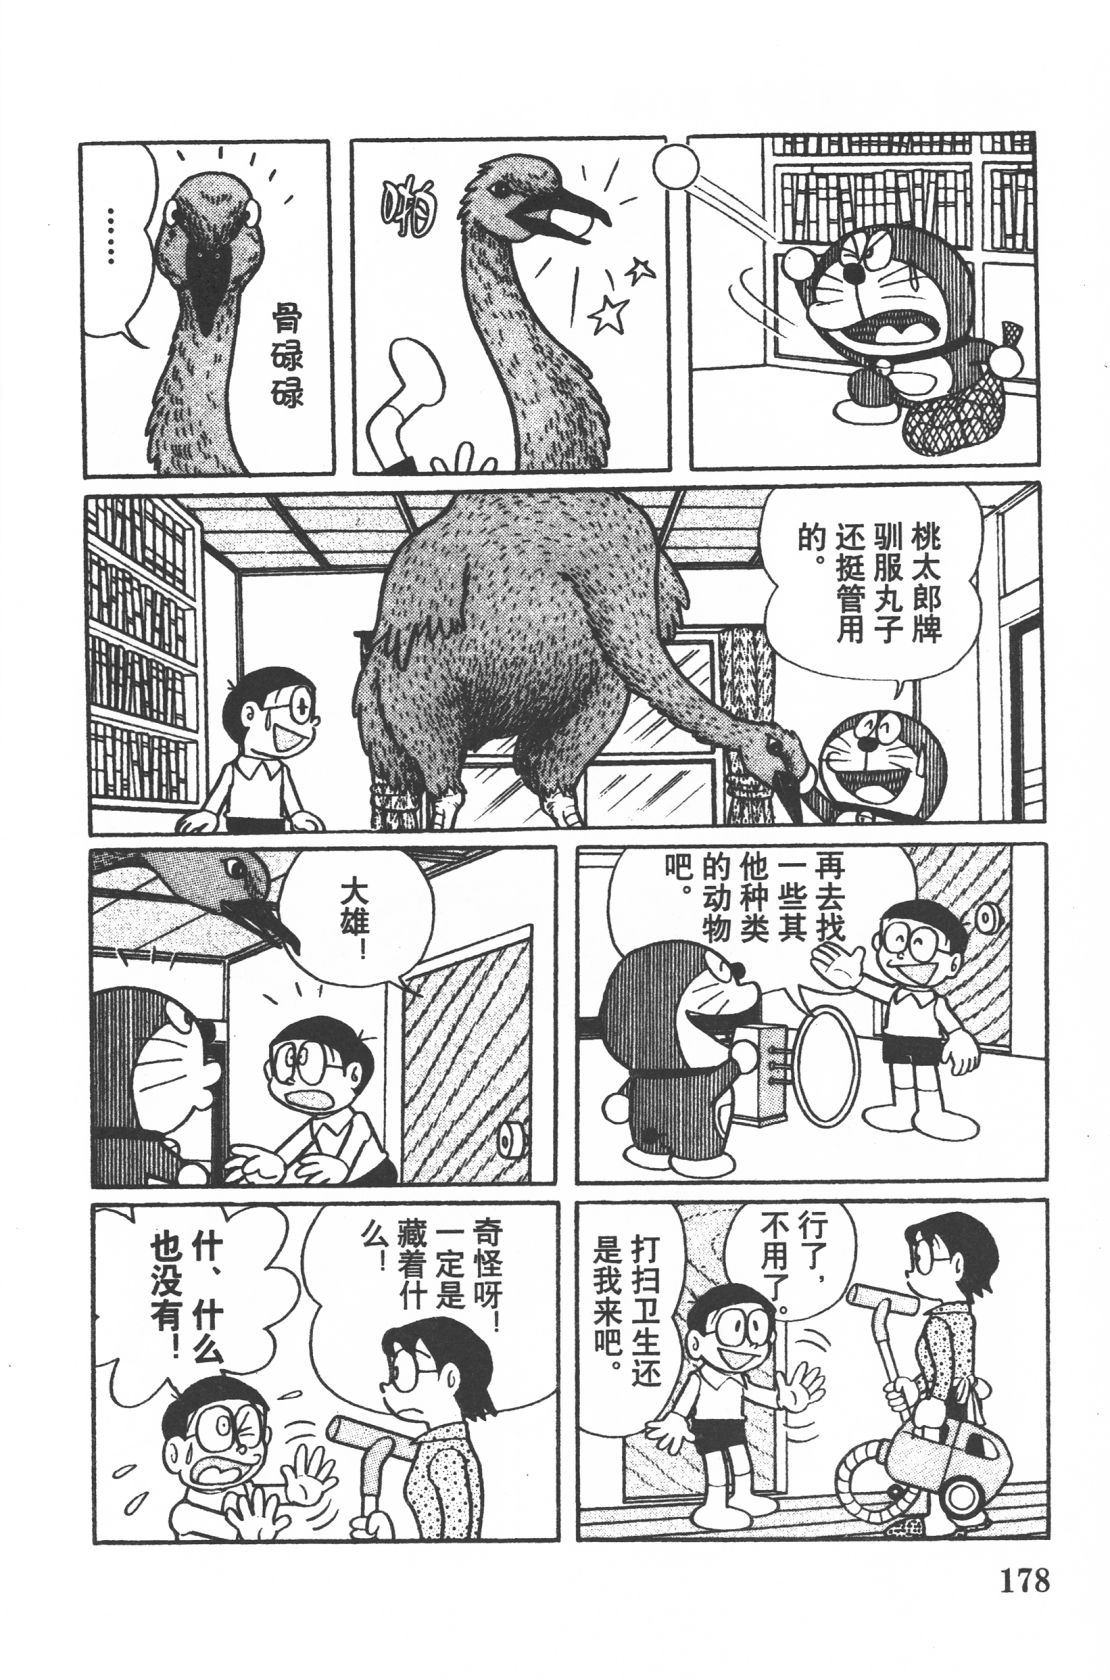 啪
骨碌碌
……
桃太郎牌
驯服丸子
还挺管用
的。
再去找
一些其
他种类
的动物
吧。
大雄！
行了，
不用了。
打扫卫生还
是我来吧。
奇怪呀！
一定是
藏着什
么！
什、什么
也没有！
178